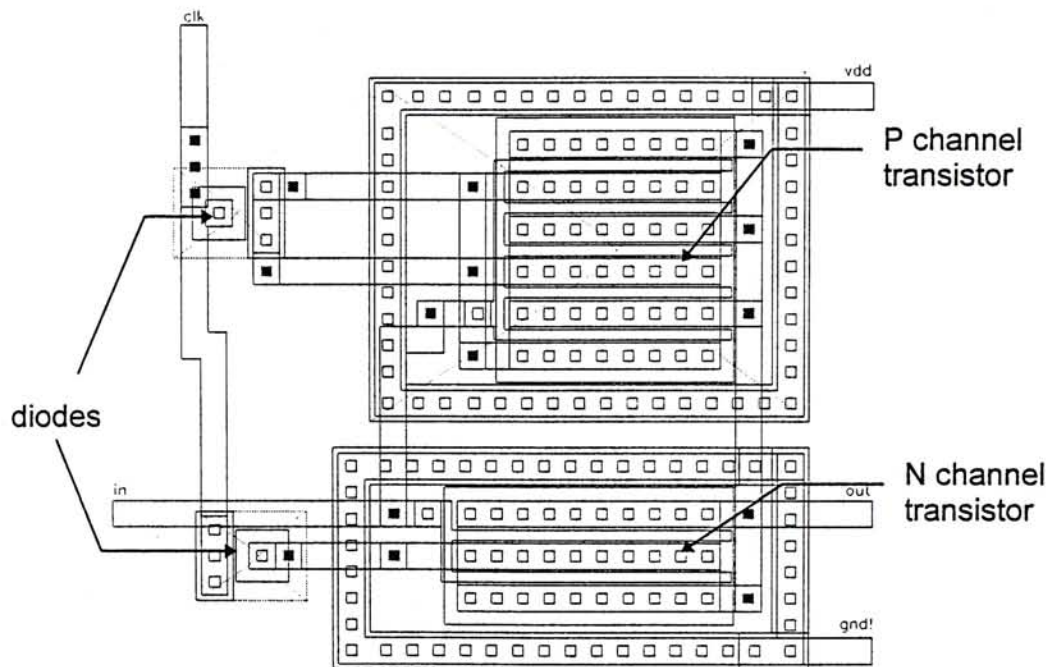 clk
vdd
P channel
transistor
diodes
in
N channel
transistor
out
gnd!